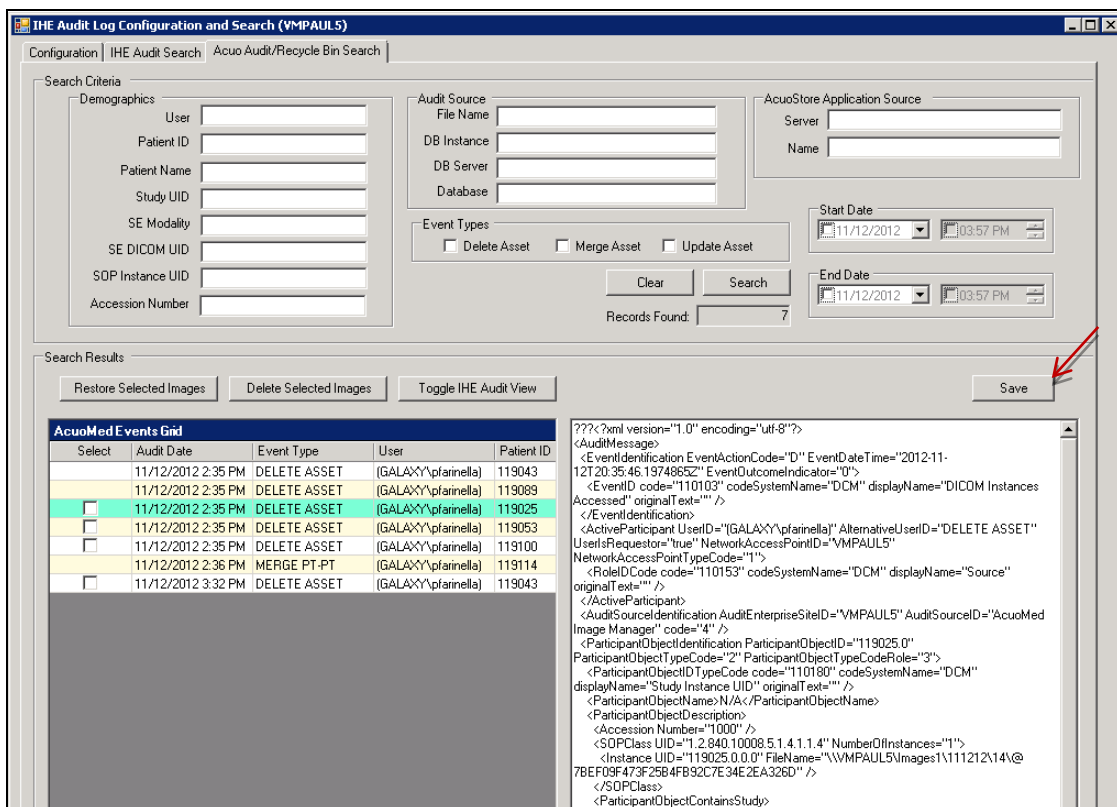 IHE Audit Log Configuration and Search (VMPAUL5)
Configuration IHE Audit Search Acuo Audit/Recycle Bin Search
Search Criteria
Demographics
User
Patient ID
Patient Name
Study UID
SE Modality
SE DICOM UID
SOP Instance UID
Accession Number
Audit Source
File Name
DB Instance
DB Server
Database
AcuoStore Application Source
Server
Name
Event Types
Delete Asset Merge Asset Update Asset
Start Date
11/12/2012 03:57 PM
Clear Search
End Date
11/12/2012 03:57 PM
Records Found: 7
Search Results
Restore Selected Images Delete Selected Images Toggle IHE Audit View Save
AcuoMed Events Grid
Select Audit Date Event Type User Patient ID
11/12/2012 2:35 PM DELETE ASSET (GALAXY\pfarinella) 119043
11/12/2012 2:35 PM DELETE ASSET (GALAXY\pfarinella) 119089
11/12/2012 2:35 PM DELETE ASSET (GALAXY\pfarinella) 119025
11/12/2012 2:35 PM DELETE ASSET (GALAXY\pfarinella) 119053
11/12/2012 2:35 PM DELETE ASSET (GALAXY\pfarinella) 119100
11/12/2012 2:36 PM MERGE PT-PT (GALAXY\pfarinella) 119114
11/12/2012 3:32 PM DELETE ASSET (GALAXY\pfarinella) 119043
???<?xml version="1.0" encoding="utf-8"?>
<AuditMessage>
<EventIdentification EventActionCode="D" EventDateTime="2012-11-
12T20:35:46.1974865Z" EventOutcomeIndicator="0">
<EventID code="110103" codeSystemName="DCM" displayName="DICOM Instances
Accessed" originalText="" />
</EventIdentification>
<ActiveParticipant UserID="(GALAXY\pfarinella)" AlternativeUserID="DELETE ASSET"
UserIsRequestor="true" NetworkAccessPointID="VMPAUL5"
NetworkAccessPointTypeCode="1">
<RoleIDCode code="110153" codeSystemName="DCM" displayName="Source"
originalText="" />
</ActiveParticipant>
<AuditSourceIdentification AuditEnterpriseSiteID="VMPAUL5" AuditSourceID="AcuoMed
Image Manager" code="4" />
<ParticipantObjectIdentification ParticipantObjectID="119025.0"
ParticipantObjectTypeCode="2" ParticipantObjectTypeCodeRole="3">
<ParticipantObjectIDTypeCode code="110180" codeSystemName="DCM"
displayName="Study Instance UID" originalText="" />
<ParticipantObjectName>N/A</ParticipantObjectName>
<ParticipantObjectDescription>
<Accession Number="1000" />
<SOPClass UID="1.2.840.10008.5.1.4.1.1.4" NumberOfInstances="1">
<Instance UID="119025.0.0.0" FileName="\\VMPAUL5\Images1\111212\14\@
7BEF09F473F25B4FB92C7E34E2EA326D" />
</SOPClass>
<ParticipantObjectContainsStudy>